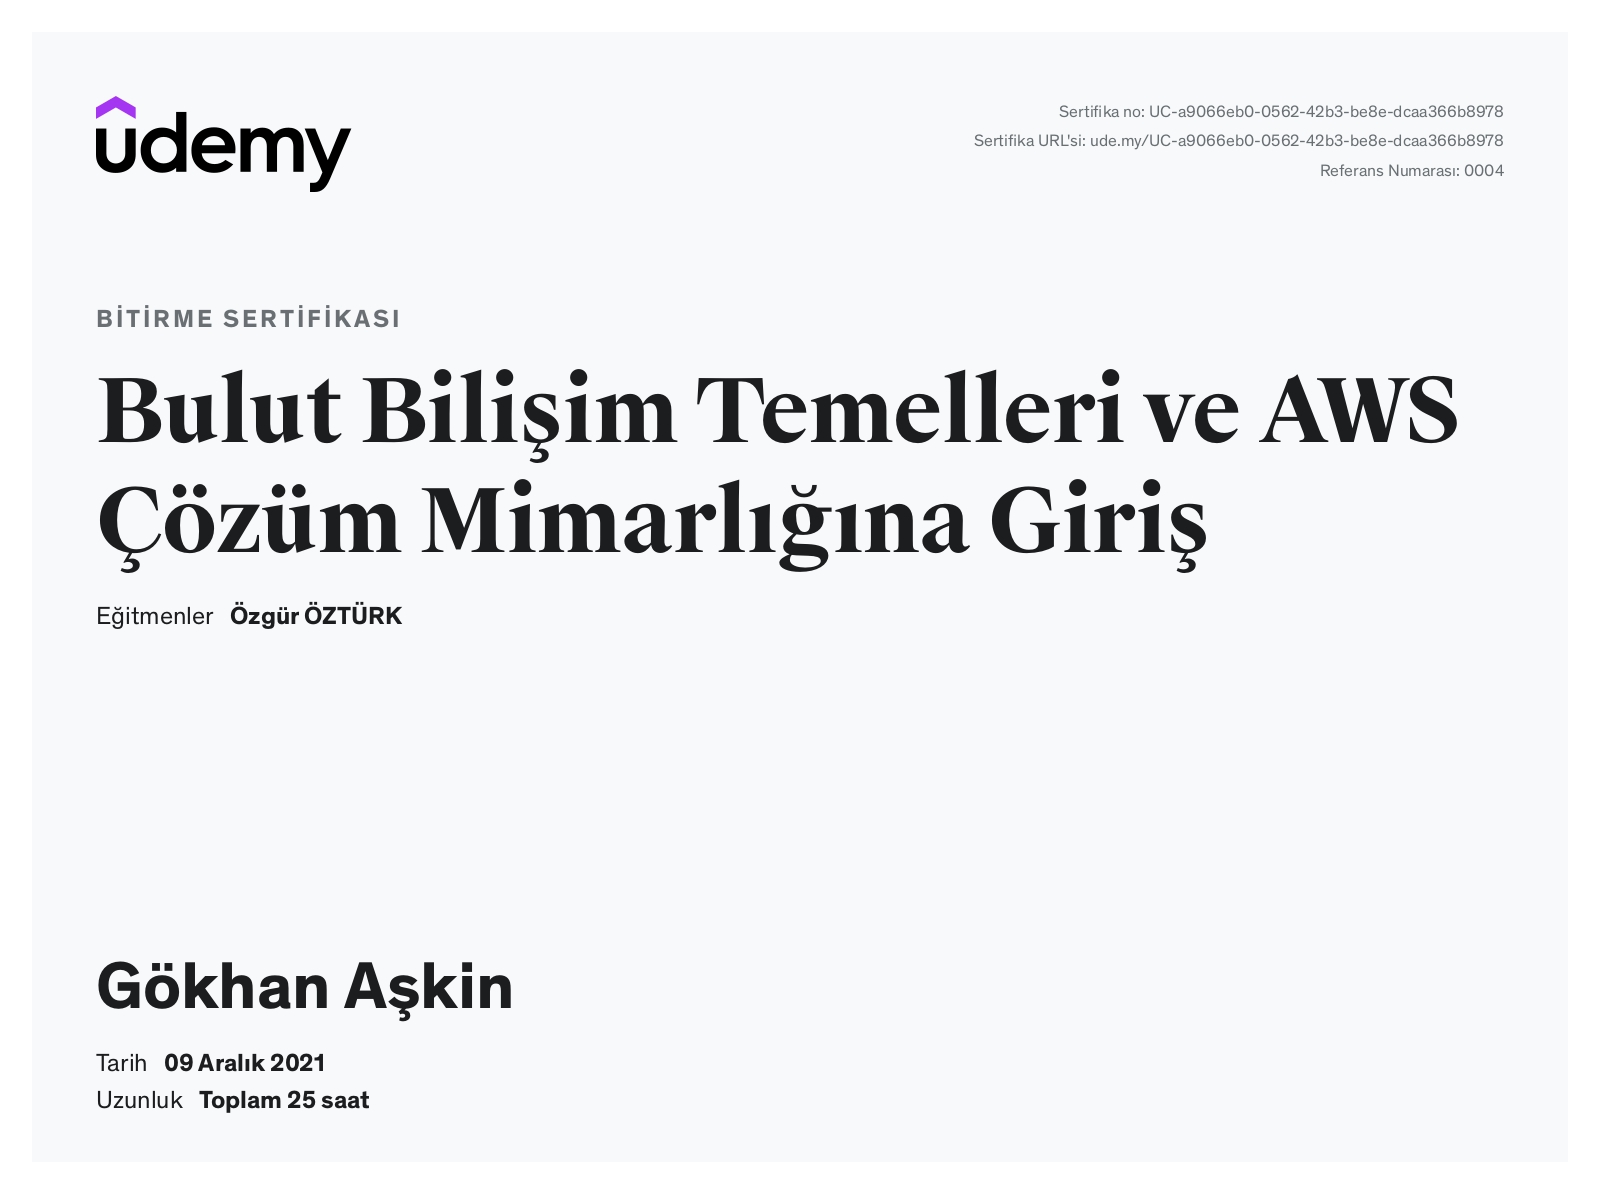 udemy
Sertifika no: UC-a9066eb0-0562-42b3-be8e-dcaa366b8978
Sertifika URL'si: ude.my/UC-a9066eb0-0562-42b3-be8e-dcaa366b8978
Referans Numarası: 0004
BİTİRME SERTİFİKASI
Bulut Bilişim Temelleri ve AWS
Çözüm Mimarlığına Giriş
Eğitmenler Özgür ÖZTÜRK
Gökhan Aşkin
Tarih 09 Aralık 2021
Uzunluk Toplam 25 saat